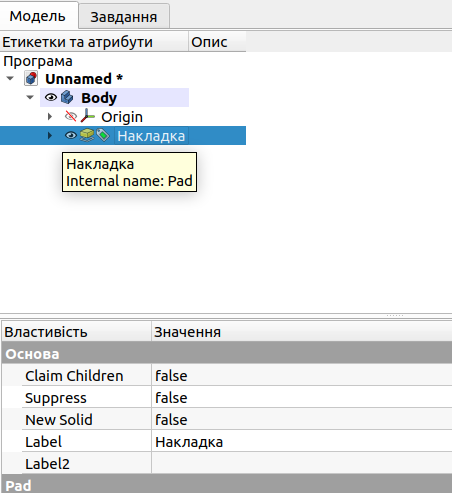 Модель Завдання
Етикетки та атрибути Опис
Програма
Unnamed *
Body
Origin
Накладка
Накладка
Internal name: Pad
Властивість Значення
Основа
Claim Children false
Suppress false
New Solid false
Label Накладка
Label2
Pad